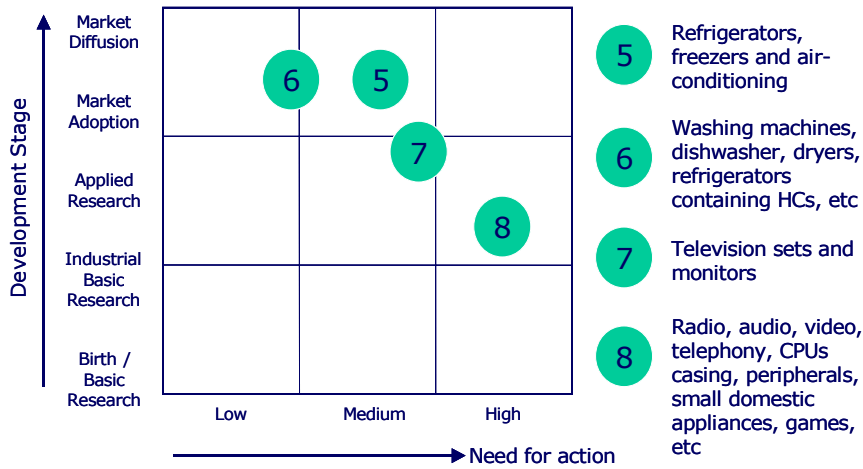 Development Stage
Market
Diffusion
Market
Adoption
Applied
Research
Industrial
Basic
Research
Birth /
Basic
Research
6
5
7
8
Low
Medium
High
Need for action
5
Refrigerators,
freezers and air-
conditioning
6
Washing machines,
dishwasher, dryers,
refrigerators
containing HCs, etc
7
Television sets and
monitors
8
Radio, audio, video,
telephony, CPUs
casing, peripherals,
small domestic
appliances, games,
etc